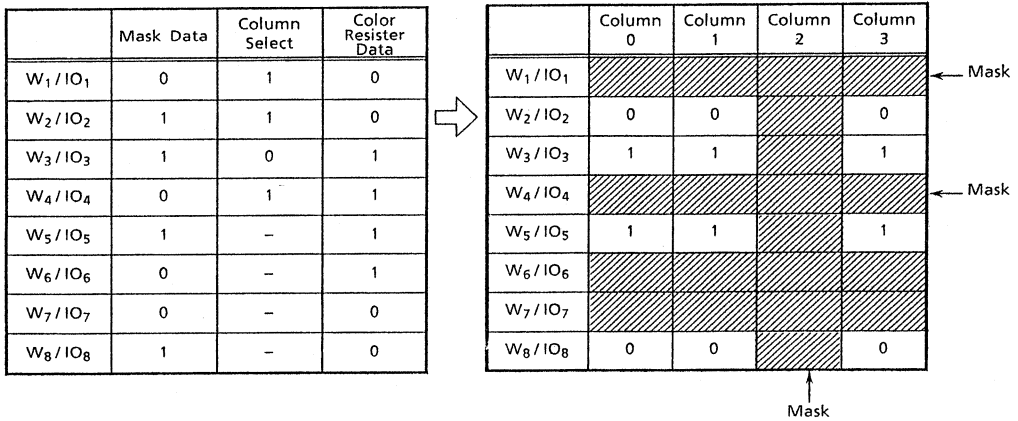 Mask Data Column Select Color Resister Data
W1/IO1 0 1 0
W2/IO2 1 1 0
W3/IO3 1 0 1
W4/IO4 0 1 1
W5/IO5 1 – 1
W6/IO6 0 – 1
W7/IO7 0 – 0
W8/IO8 1 – 0
Column 0 Column 1 Column 2 Column 3
W1/IO1 Mask
W2/IO2 0 0 0
W3/IO3 1 1 1
W4/IO4 Mask
W5/IO5 1 1 1
W6/IO6
W7/IO7
W8/IO8 0 0 0
Mask